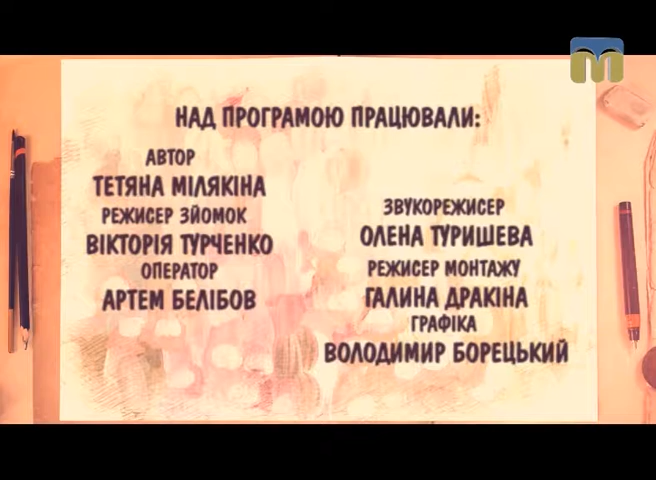 НАД ПРОГРАМОЮ ПРАЦЮВАЛИ:
АВТОР
ТЕТЯНА МІЛЯКІНА
РЕЖИСЕР ЗЙОМОК
ВІКТОРІЯ ТУРЧЕНКО
ОПЕРАТОР
АРТЕМ БЕЛІБОВ
ЗВУКОРЕЖИСЕР
ОЛЕНА ТУРИШЕВА
РЕЖИСЕР МОНТАЖУ
ГАЛИНА ДРАКІНА
ГРАФІКА
ВОЛОДИМИР БОРЕЦЬКИЙ